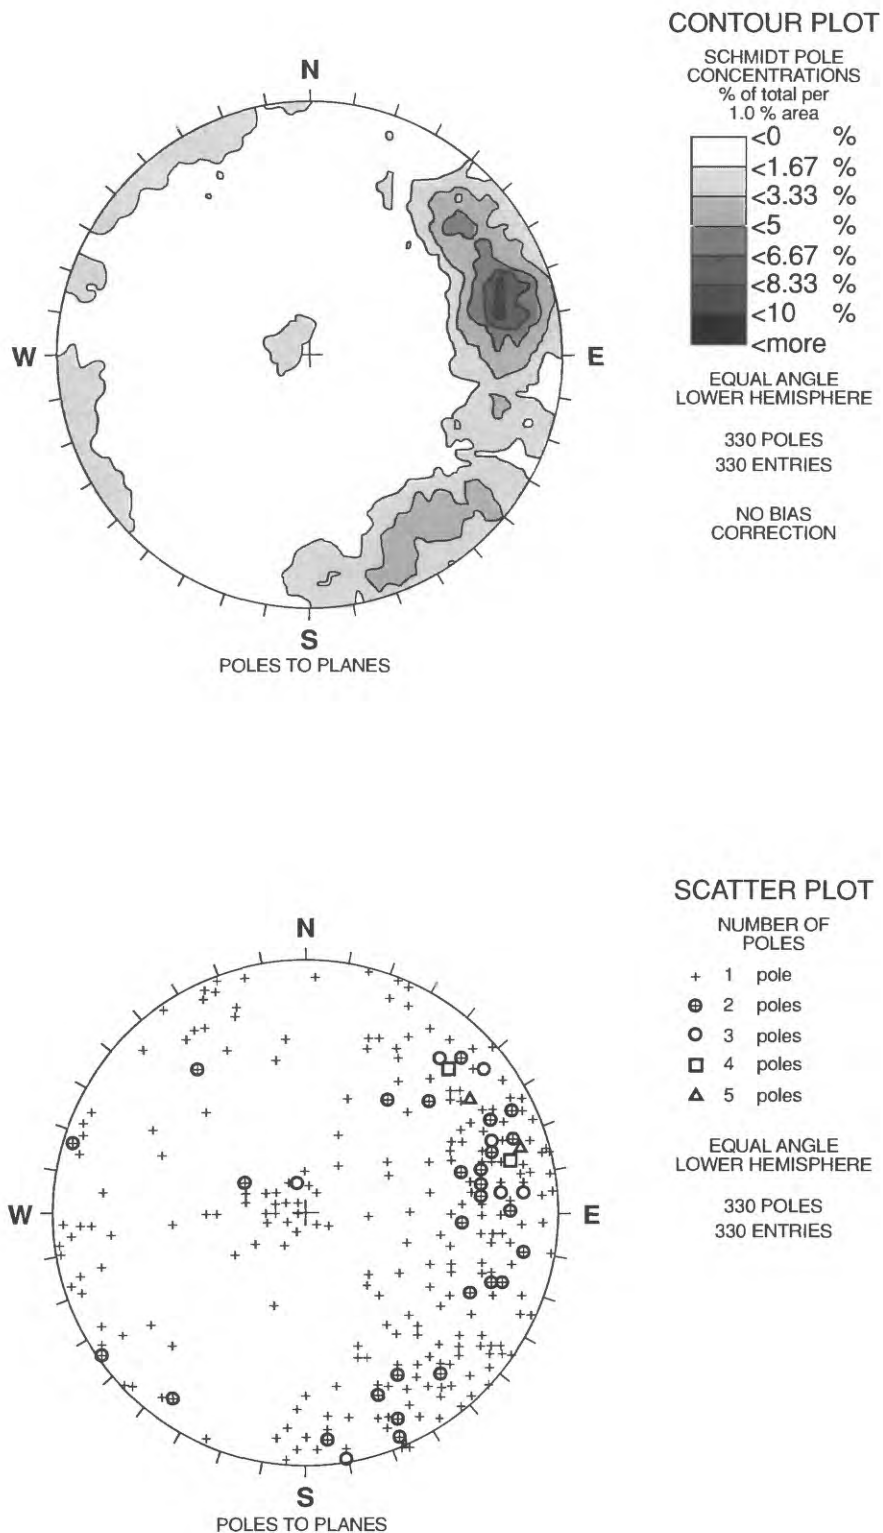 CONTOUR PLOT
SCHMIDT POLE
CONCENTRATIONS
% of total per
1.0 % area
<0 %
<1.67 %
<3.33 %
<5 %
<6.67 %
<8.33 %
<10 %
<more
EQUAL ANGLE
LOWER HEMISPHERE
330 POLES
330 ENTRIES
NO BIAS
CORRECTION
N
W
E
S
POLES TO PLANES
SCATTER PLOT
NUMBER OF
POLES
1 pole
2 poles
3 poles
4 poles
5 poles
EQUAL ANGLE
LOWER HEMISPHERE
330 POLES
330 ENTRIES
N
W
E
S
POLES TO PLANES